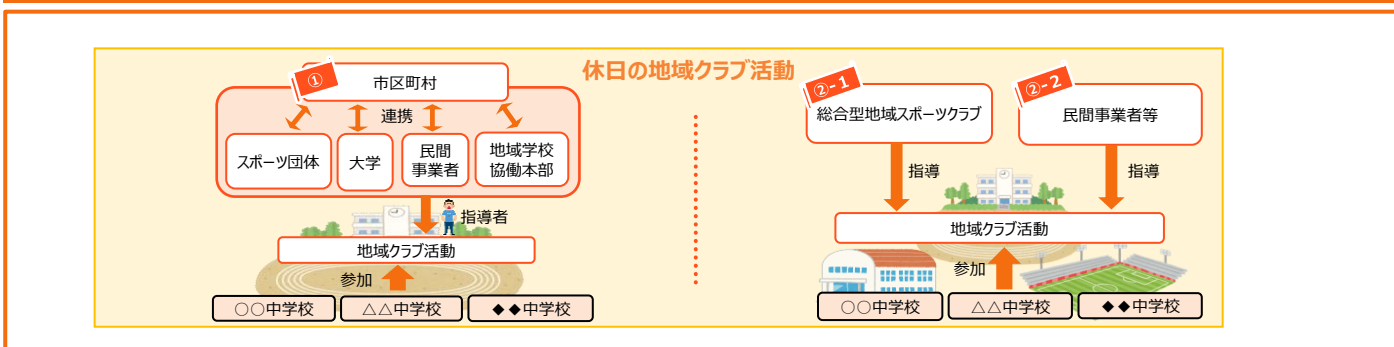 休日の地域クラブ活動
①
市区町村
連携
スポーツ団体
大学
民間
事業者
地域学校
協働本部
指導者
地域クラブ活動
参加
○○中学校
△△中学校
◆◆中学校
②-1
総合型地域スポーツクラブ
②-2
民間事業者等
指導
指導
地域クラブ活動
参加
○○中学校
△△中学校
◆◆中学校